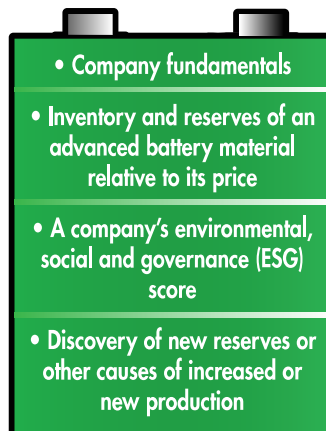 • Company fundamentals
• Inventory and reserves of an
advanced battery material
relative to its price
• A company's environmental,
social and governance (ESG)
score
• Discovery of new reserves or
other causes of increased or
new production